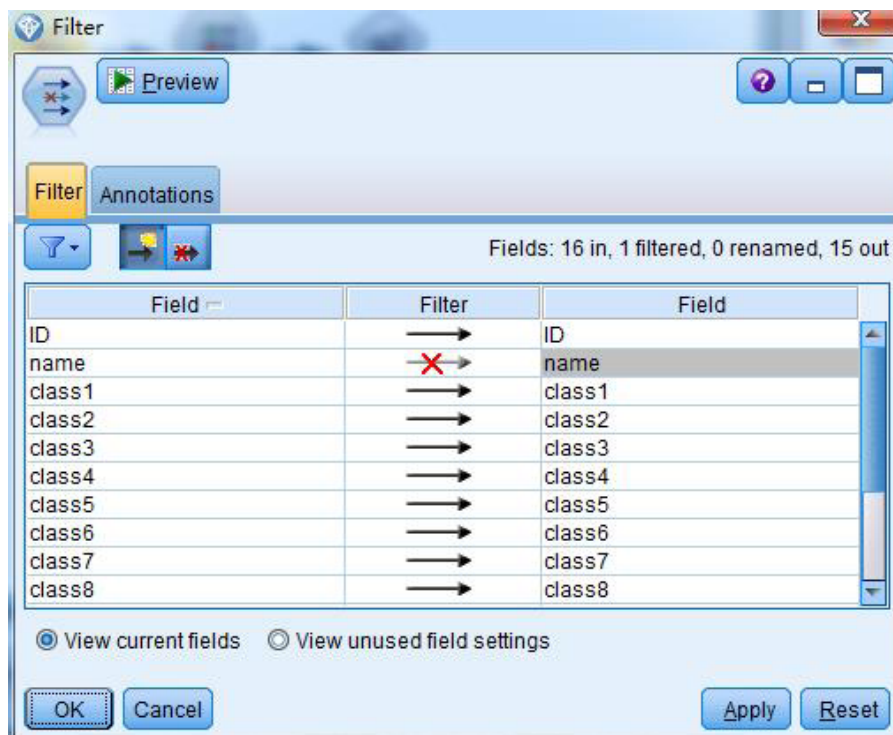 Filter
Preview
Filter Annotations
Fields: 16 in, 1 filtered, 0 renamed, 15 out
Field Filter Field
ID ID
name name
class1 class1
class2 class2
class3 class3
class4 class4
class5 class5
class6 class6
class7 class7
class8 class8
View current fields View unused field settings
OK Cancel Apply Reset